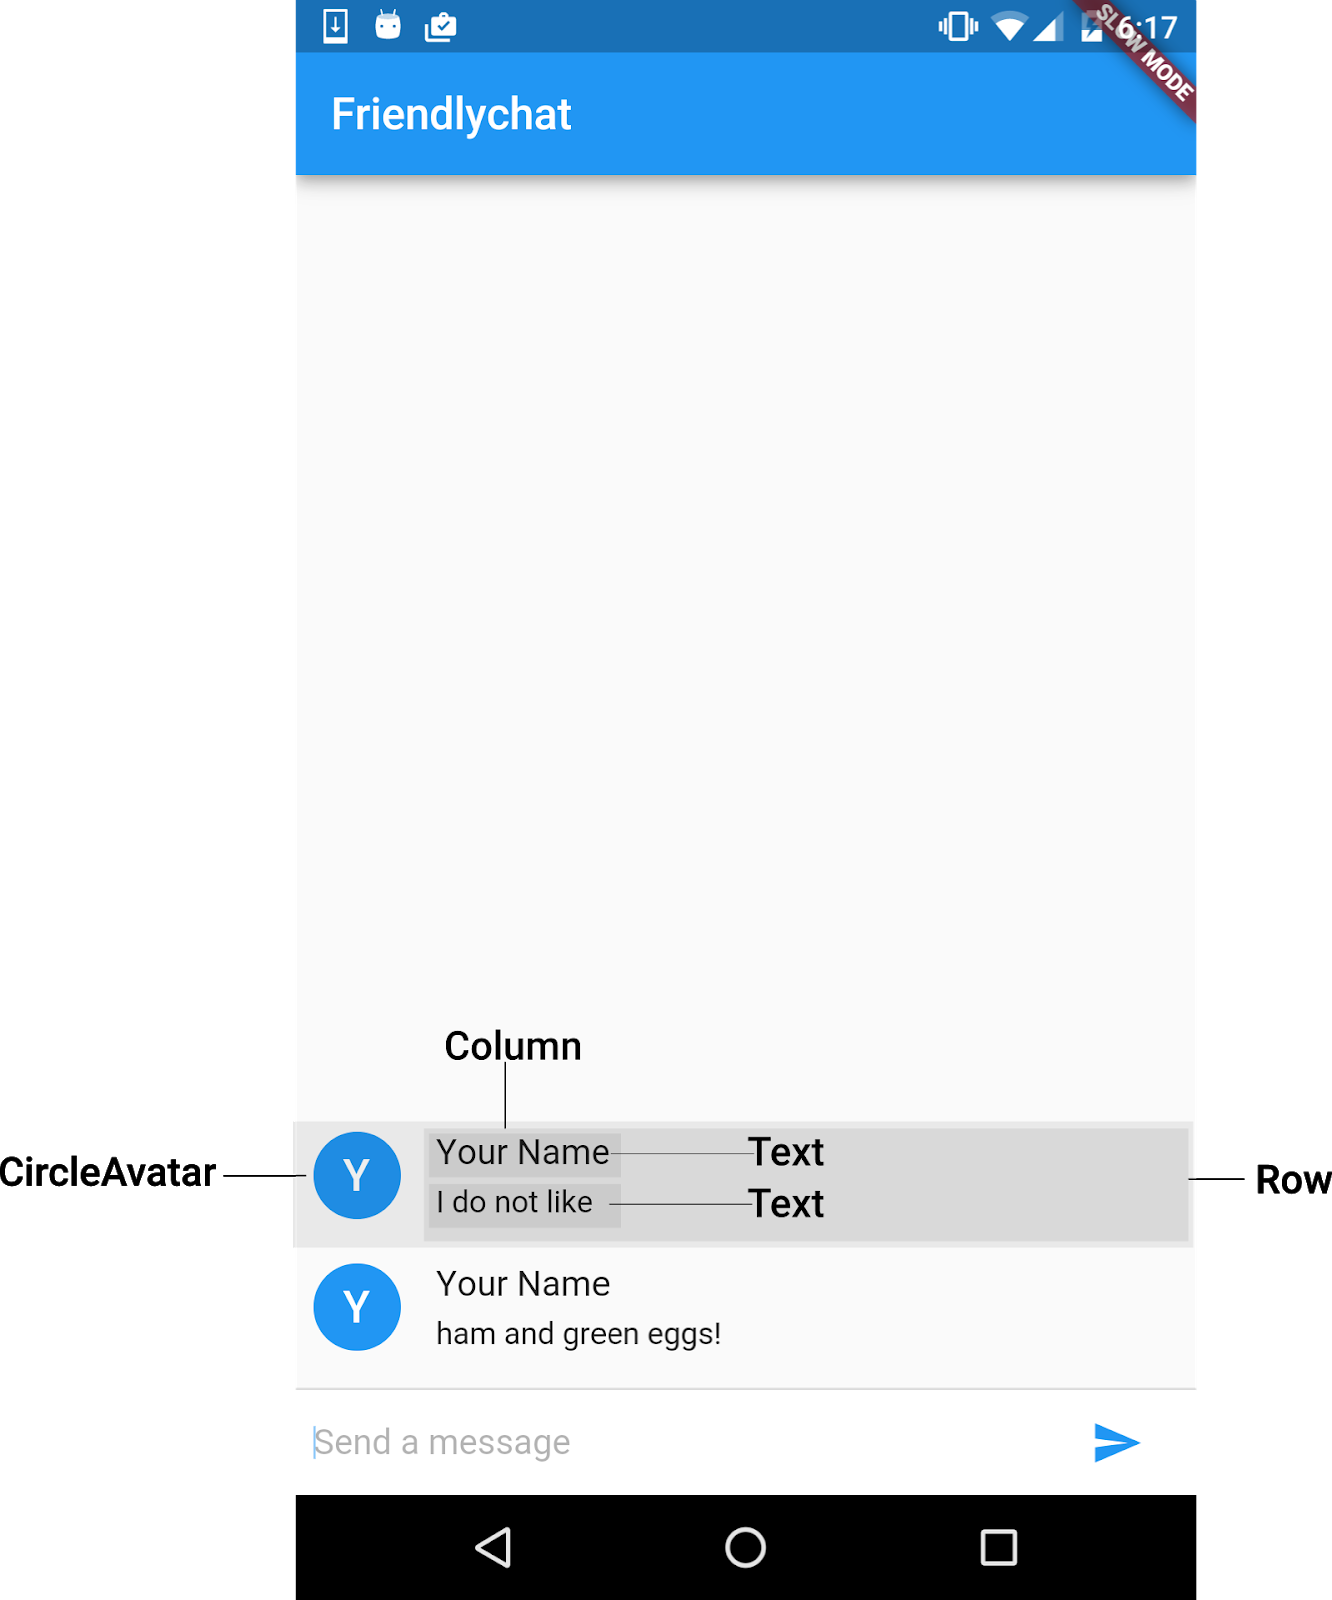 6:17
SLOW MODE
Friendlychat
Column
Y
Your Name
Text
CircleAvatar
I do not like
Text
Row
Y
Your Name
ham and green eggs!
Send a message